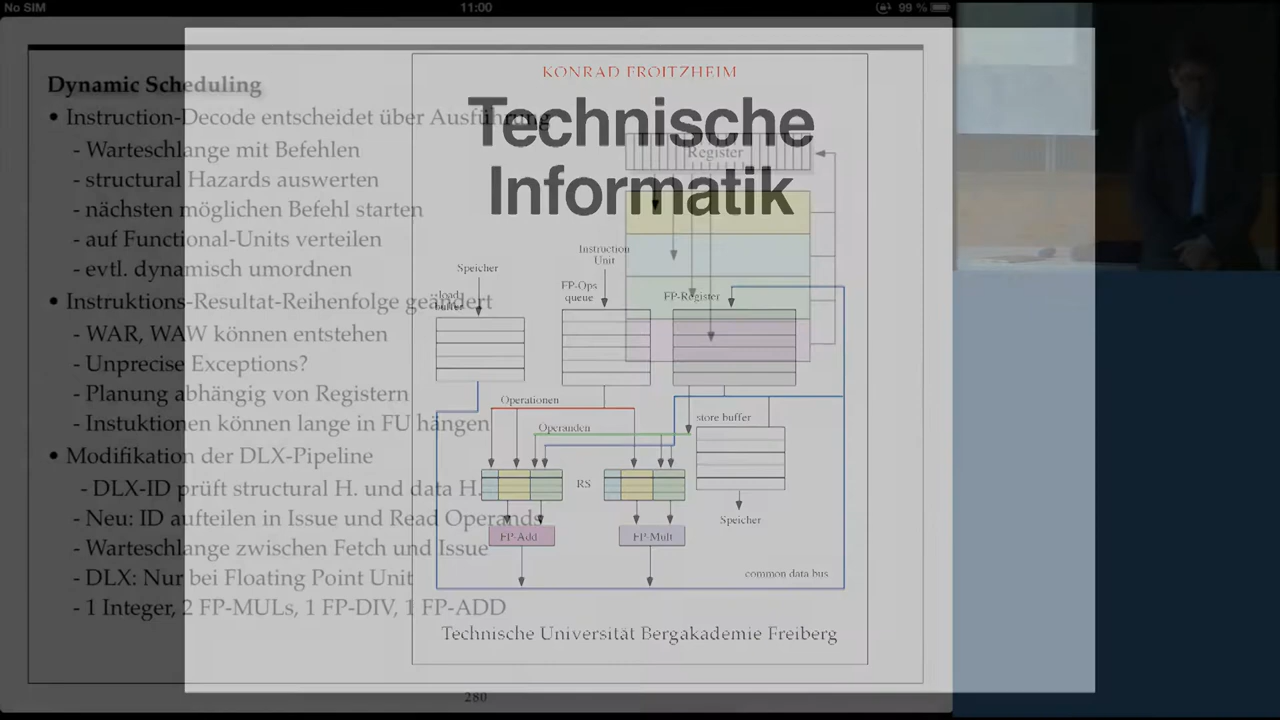 No SIM
11:00
99 %
KONRAD FROITZHEIM
Technische
Informatik
Dynamic Scheduling
• Instruction-Decode entscheidet über Ausführung
- Warteschlange mit Befehlen
- structural Hazards auswerten
- nächsten möglichen Befehl starten
- auf Functional-Units verteilen
- evtl. dynamisch umordnen
• Instruktions-Resultat-Reihenfolge geändert
- WAR, WAW können entstehen
- Unprecise Exceptions?
- Planung abhängig von Registern
- Instuktionen können lange in FU hängen
• Modifikation der DLX-Pipeline
- DLX-ID prüft structural H. und data H.
- Neu: ID aufteilen in Issue und Read Operands
- Warteschlange zwischen Fetch und Issue
- DLX: Nur bei Floating Point Unit
- 1 Integer, 2 FP-MULs, 1 FP-DIV, 1 FP-ADD
Register
Instruction
Unit
Speicher
load
buffer
FP-Ops
queue
FP-Register
Operationen
Operanden
store buffer
RS
Speicher
FP-Add
FP-Mult
common data bus
Technische Universität Bergakademie Freiberg
280